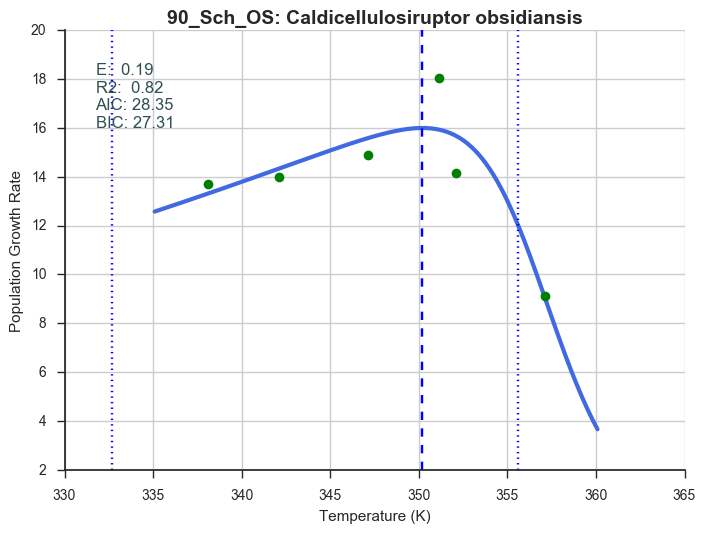 90_Sch_OS: Caldicellulosiruptor obsidiansis
20
18
16
14
12
10
8
6
4
2
E: 0.19
R2: 0.82
AIC: 28.35
BIC: 27.31
Population Growth Rate
330 335 340 345 350 355 360 365
Temperature (K)